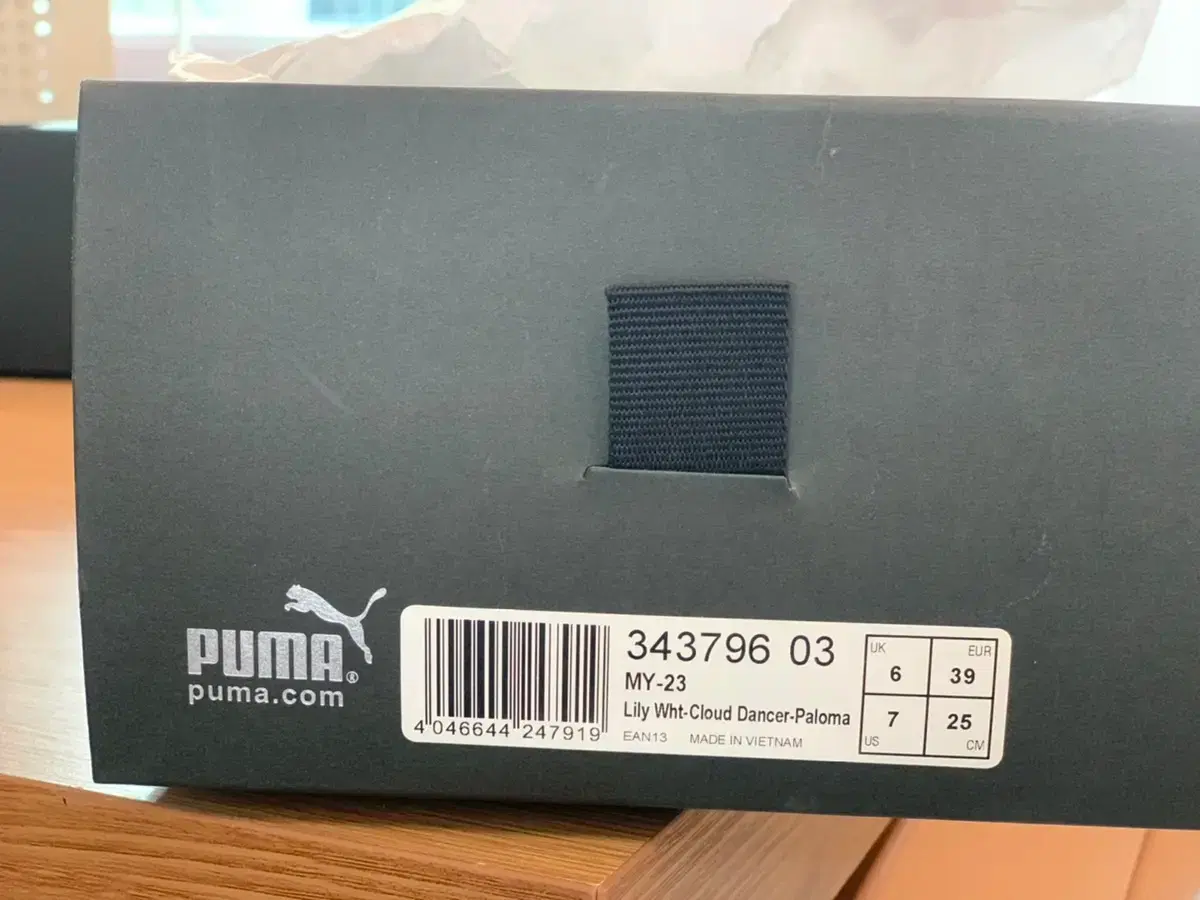 PUMA®
puma.com
4 046644 247919
343796 03
MY-23
Lily Wht-Cloud Dancer-Paloma
EAN13 MADE IN VIETNAM
UK 6
EUR 39
7 US
25 CM